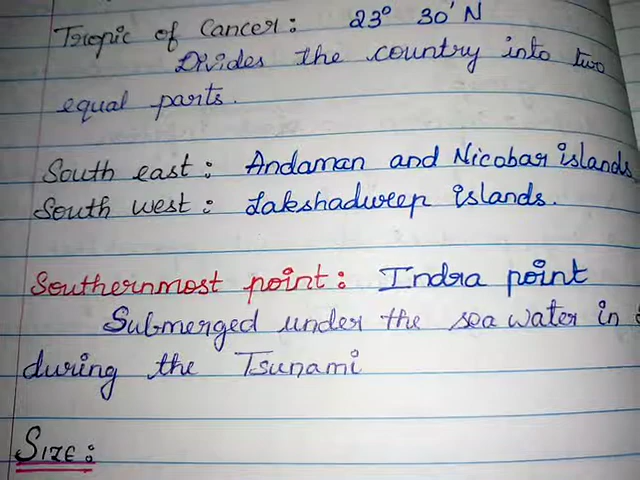 Tropic of Cancer: 23° 30' N
Divides the country into two
equal parts.
South east: Andaman and Nicobar islands
South west: Lakshadweep islands.
Southernmost point: Indra point
Submerged under the sea water in
during the Tsunami
SIZE: